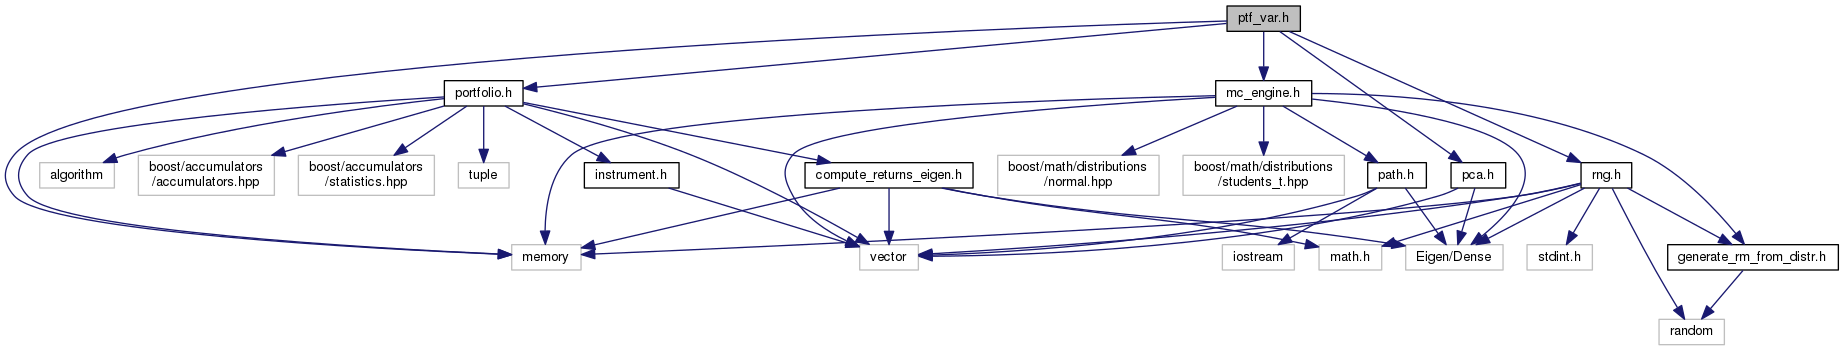 ptf_var.h
portfolio.h
mc_engine.h
algorithm
boost/accumulators
/accumulators.hpp
boost/accumulators
/statistics.hpp
tuple
instrument.h
compute_returns_eigen.h
boost/math/distributions
/normal.hpp
boost/math/distributions
/students_t.hpp
path.h
pca.h
rng.h
memory
vector
iostream
math.h
Eigen/Dense
stdint.h
generate_rm_from_distr.h
random